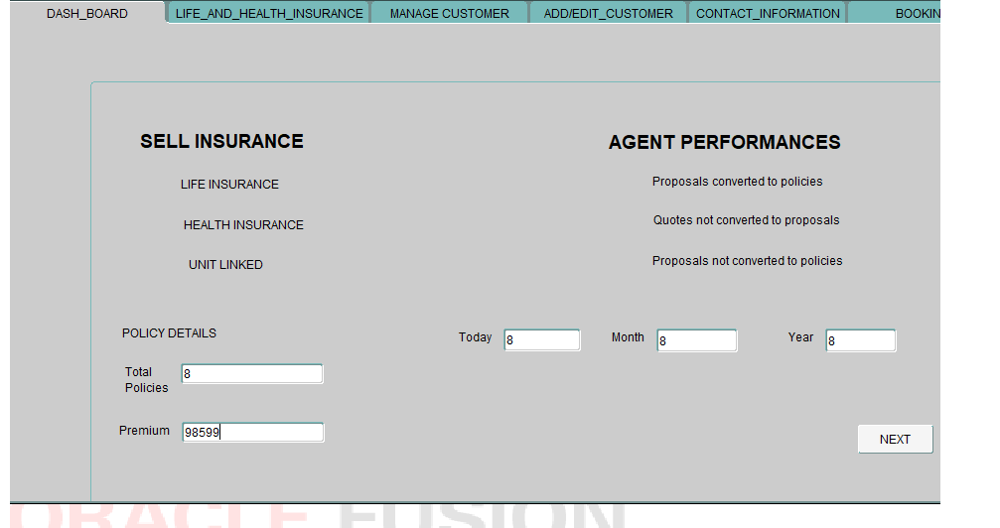 DASH_BOARD LIFE_AND_HEALTH_INSURANCE MANAGE CUSTOMER ADD/EDIT_CUSTOMER CONTACT_INFORMATION BOOKIN
SELL INSURANCE
LIFE INSURANCE
HEALTH INSURANCE
UNIT LINKED
AGENT PERFORMANCES
Proposals converted to policies
Quotes not converted to proposals
Proposals not converted to policies
POLICY DETAILS
Today 8 Month 8 Year 8
Total
Policies 8
Premium 98599
NEXT
ORACLE FUSION